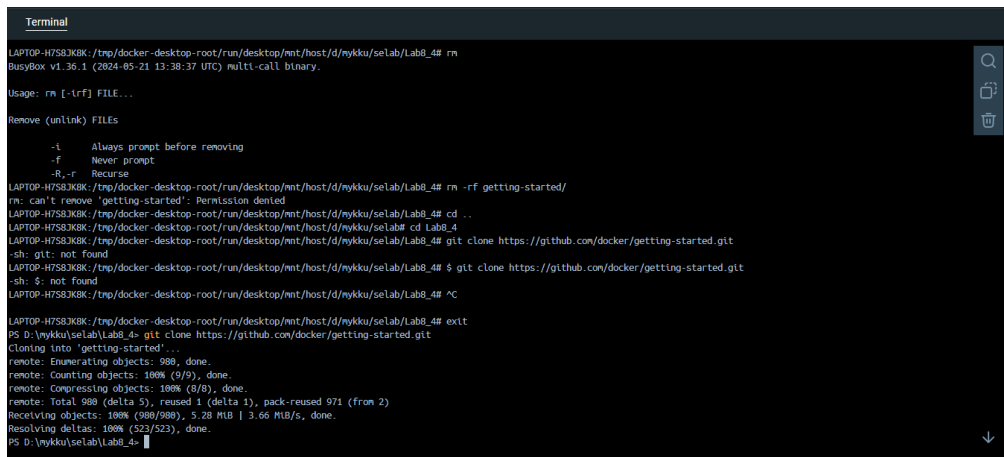 Terminal
LAPTOP-H7S8JK8K:/tmp/docker-desktop-root/run/desktop/mnt/host/d/mykku/selab/Lab8_4# rm
BusyBox v1.36.1 (2024-05-21 13:38:37 UTC) multi-call binary.
Usage: rm [-irf] FILE...
Remove (unlink) FILEs
-i Always prompt before removing
-f Never prompt
-R,-r Recurse
LAPTOP-H7S8JK8K:/tmp/docker-desktop-root/run/desktop/mnt/host/d/mykku/selab/Lab8_4# rm -rf getting-started/
rm: can't remove 'getting-started': Permission denied
LAPTOP-H7S8JK8K:/tmp/docker-desktop-root/run/desktop/mnt/host/d/mykku/selab/Lab8_4# cd ..
LAPTOP-H7S8JK8K:/tmp/docker-desktop-root/run/desktop/mnt/host/d/mykku/selab# cd Lab8_4
LAPTOP-H7S8JK8K:/tmp/docker-desktop-root/run/desktop/mnt/host/d/mykku/selab/Lab8_4# git clone https://github.com/docker/getting-started.git
-sh: git: not found
LAPTOP-H7S8JK8K:/tmp/docker-desktop-root/run/desktop/mnt/host/d/mykku/selab/Lab8_4# $ git clone https://github.com/docker/getting-started.git
-sh: $: not found
LAPTOP-H7S8JK8K:/tmp/docker-desktop-root/run/desktop/mnt/host/d/mykku/selab/Lab8_4# ^C
LAPTOP-H7S8JK8K:/tmp/docker-desktop-root/run/desktop/mnt/host/d/mykku/selab/Lab8_4# exit
PS D:\mykku\selab\Lab8_4> git clone https://github.com/docker/getting-started.git
Cloning into 'getting-started'...
remote: Enumerating objects: 980, done.
remote: Counting objects: 100% (9/9), done.
remote: Compressing objects: 100% (8/8), done.
remote: Total 980 (delta 5), reused 1 (delta 1), pack-reused 971 (from 2)
Receiving objects: 100% (980/980), 5.28 MiB | 3.66 MiB/s, done.
Resolving deltas: 100% (523/523), done.
PS D:\mykku\selab\Lab8_4>